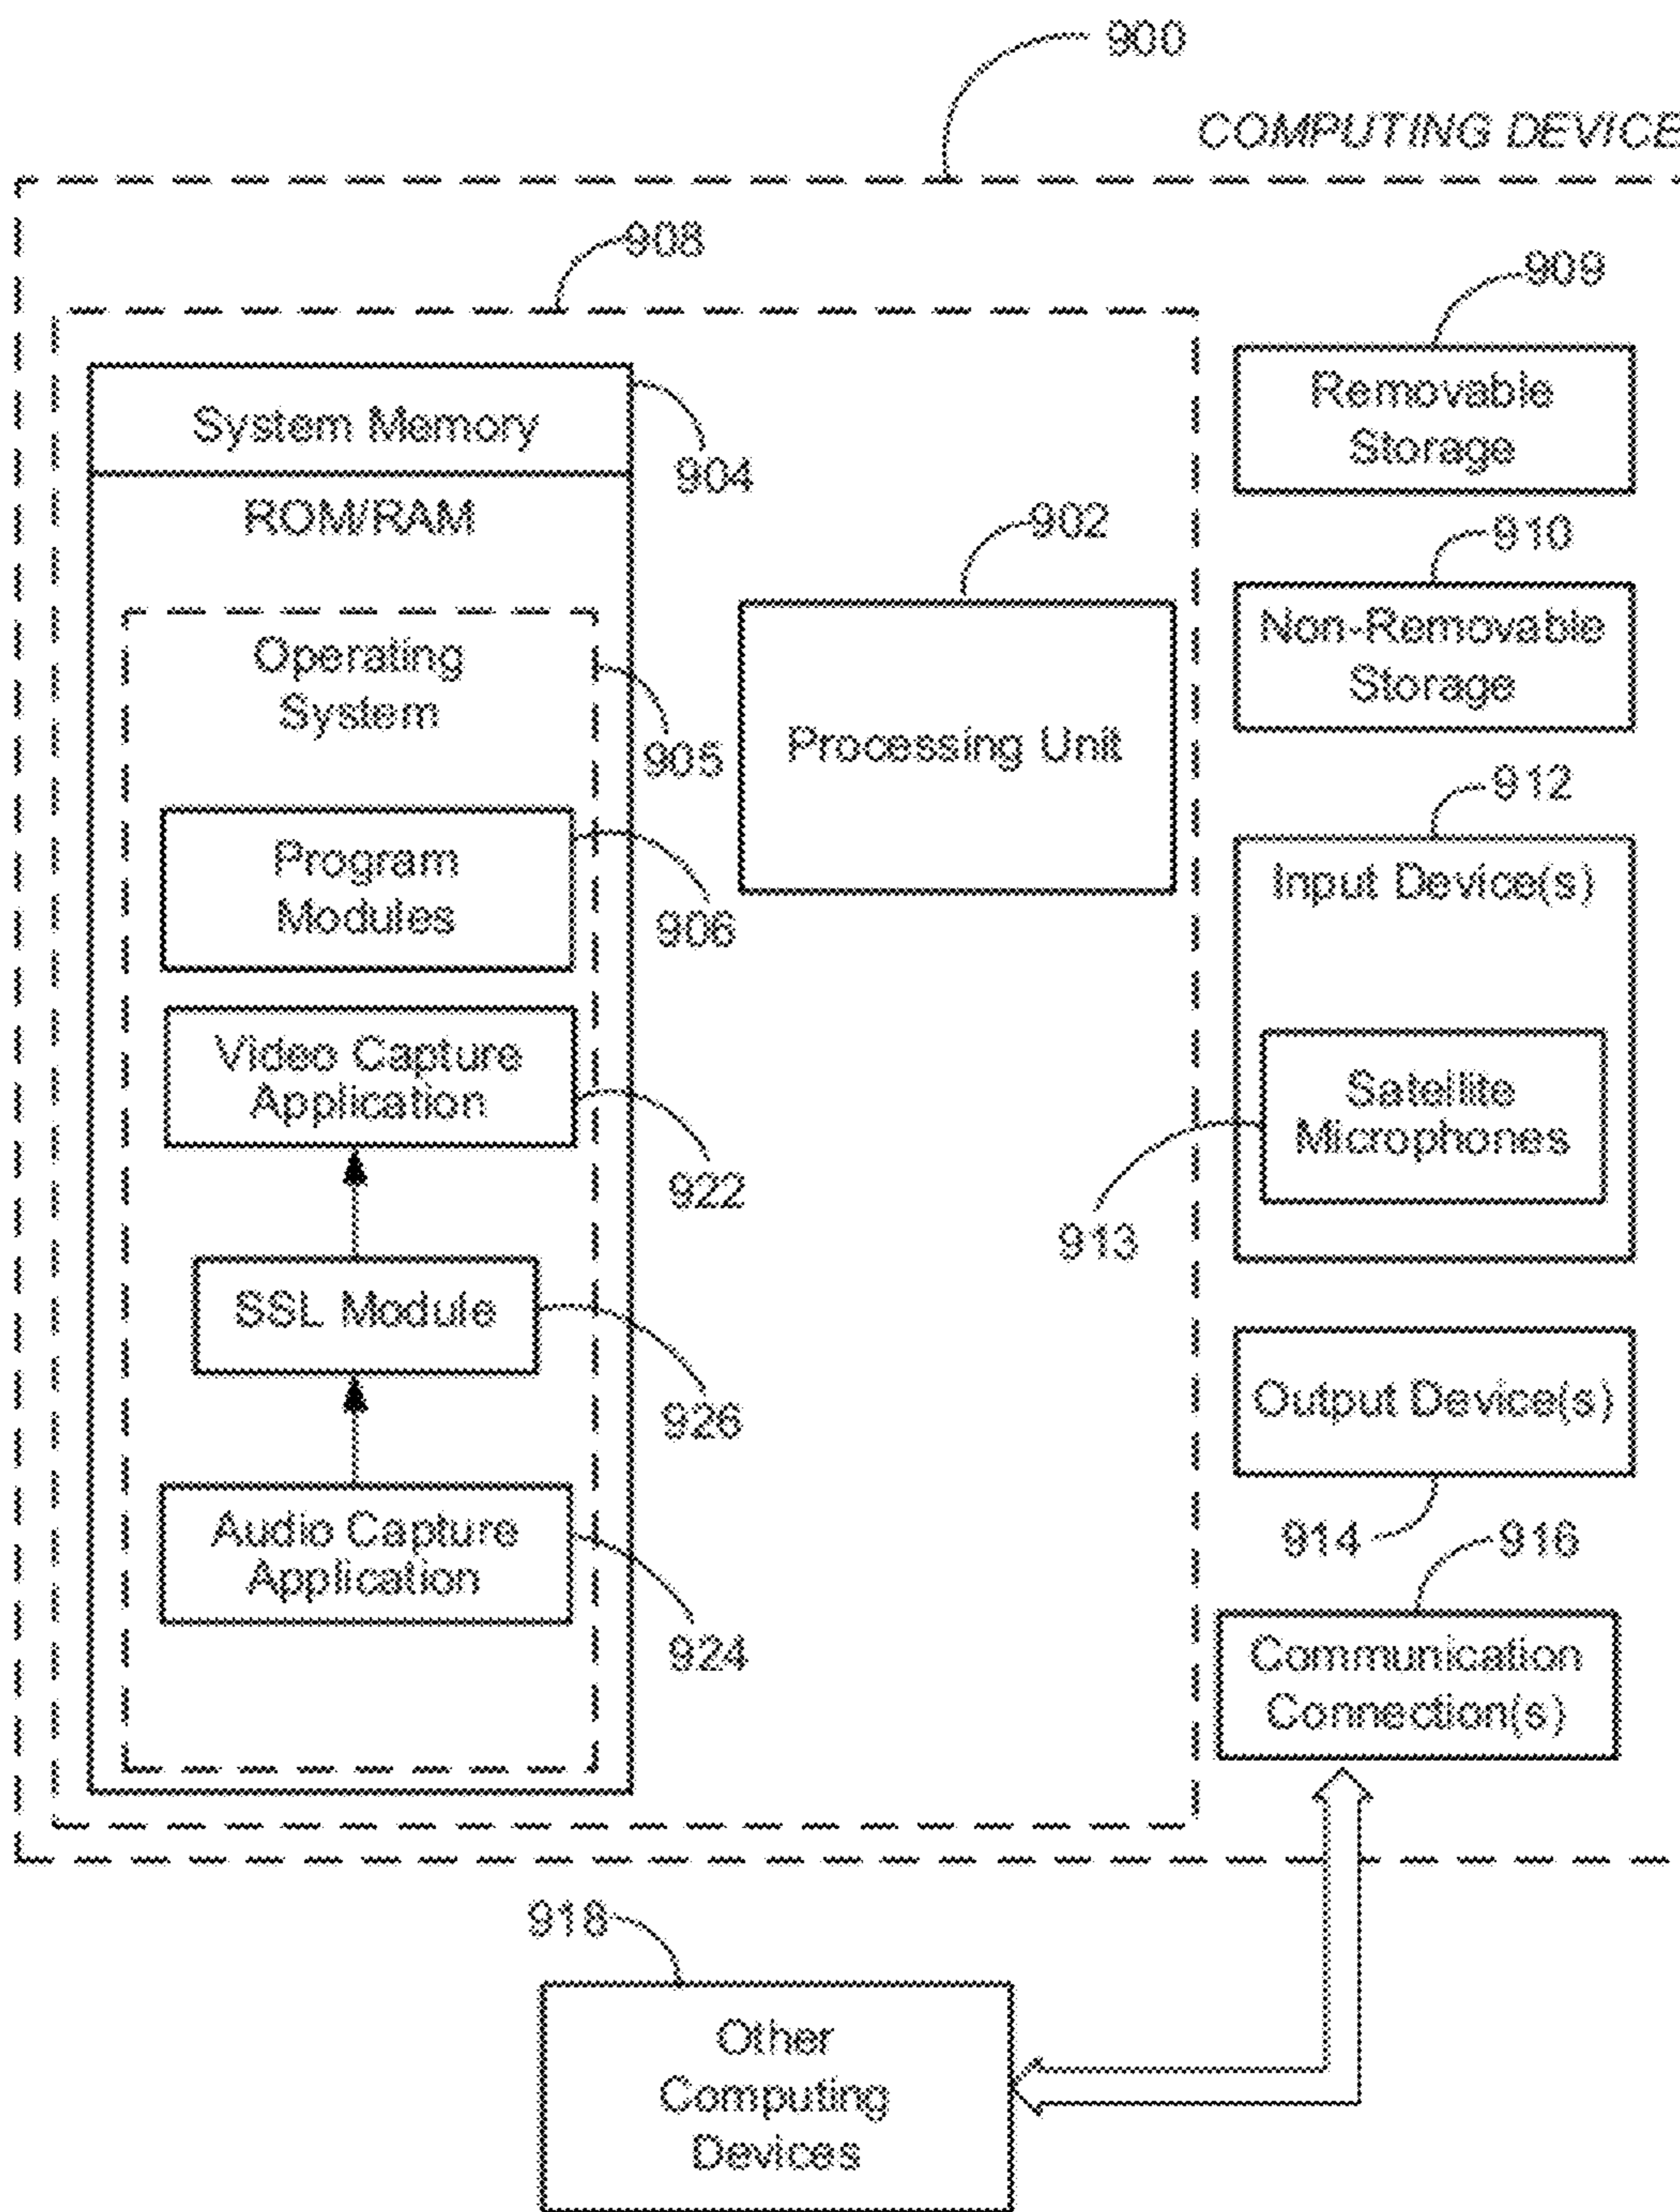 900
COMPUTING DEVICE
908
909
Removable
Storage
System Memory
904
ROM/RAM
902
910
Non-Removable
Storage
Operating
System
905
Processing Unit
912
Input Device(s)
Program
Modules
906
Video Capture
Application
922
Satellite
Microphones
913
SSL Module
926
Output Device(s)
914
916
Audio Capture
Application
924
Communication
Connection(s)
918
Other
Computing
Devices